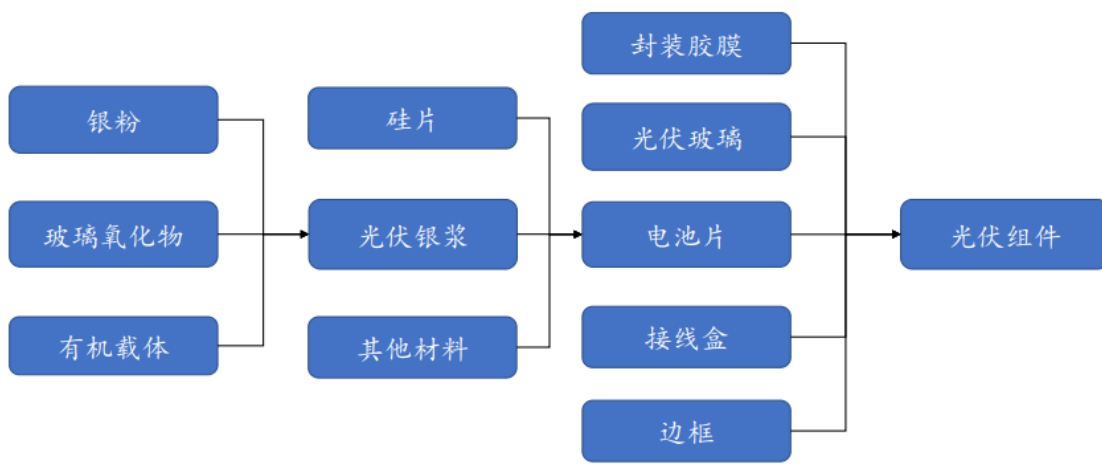 银粉
玻璃氧化物
有机载体
硅片
光伏银浆
其他材料
封装胶膜
光伏玻璃
电池片
接线盒
边框
光伏组件